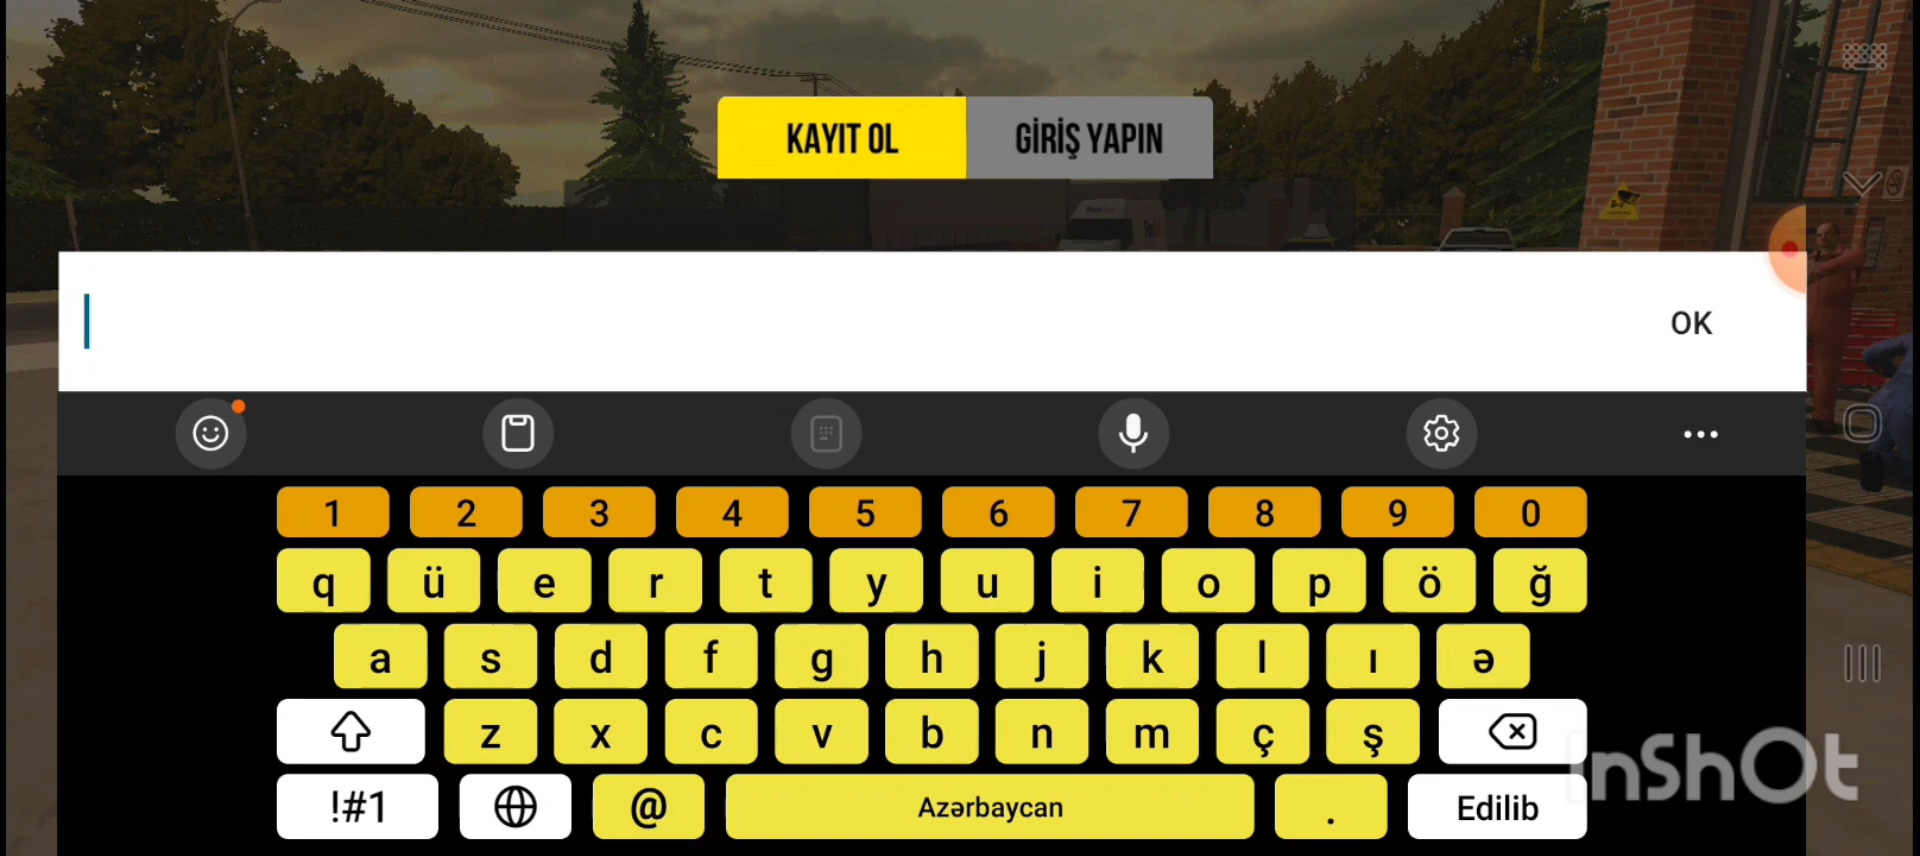 KAYIT OL GİRİŞ YAPIN
OK
1 2 3 4 5 6 7 8 9 0
q ü e r t y u i o p ö ğ
a s d f g h j k l ı ə
z x c v b n m ç ş
!#1 @ Azərbaycan . Edilib
InShOt